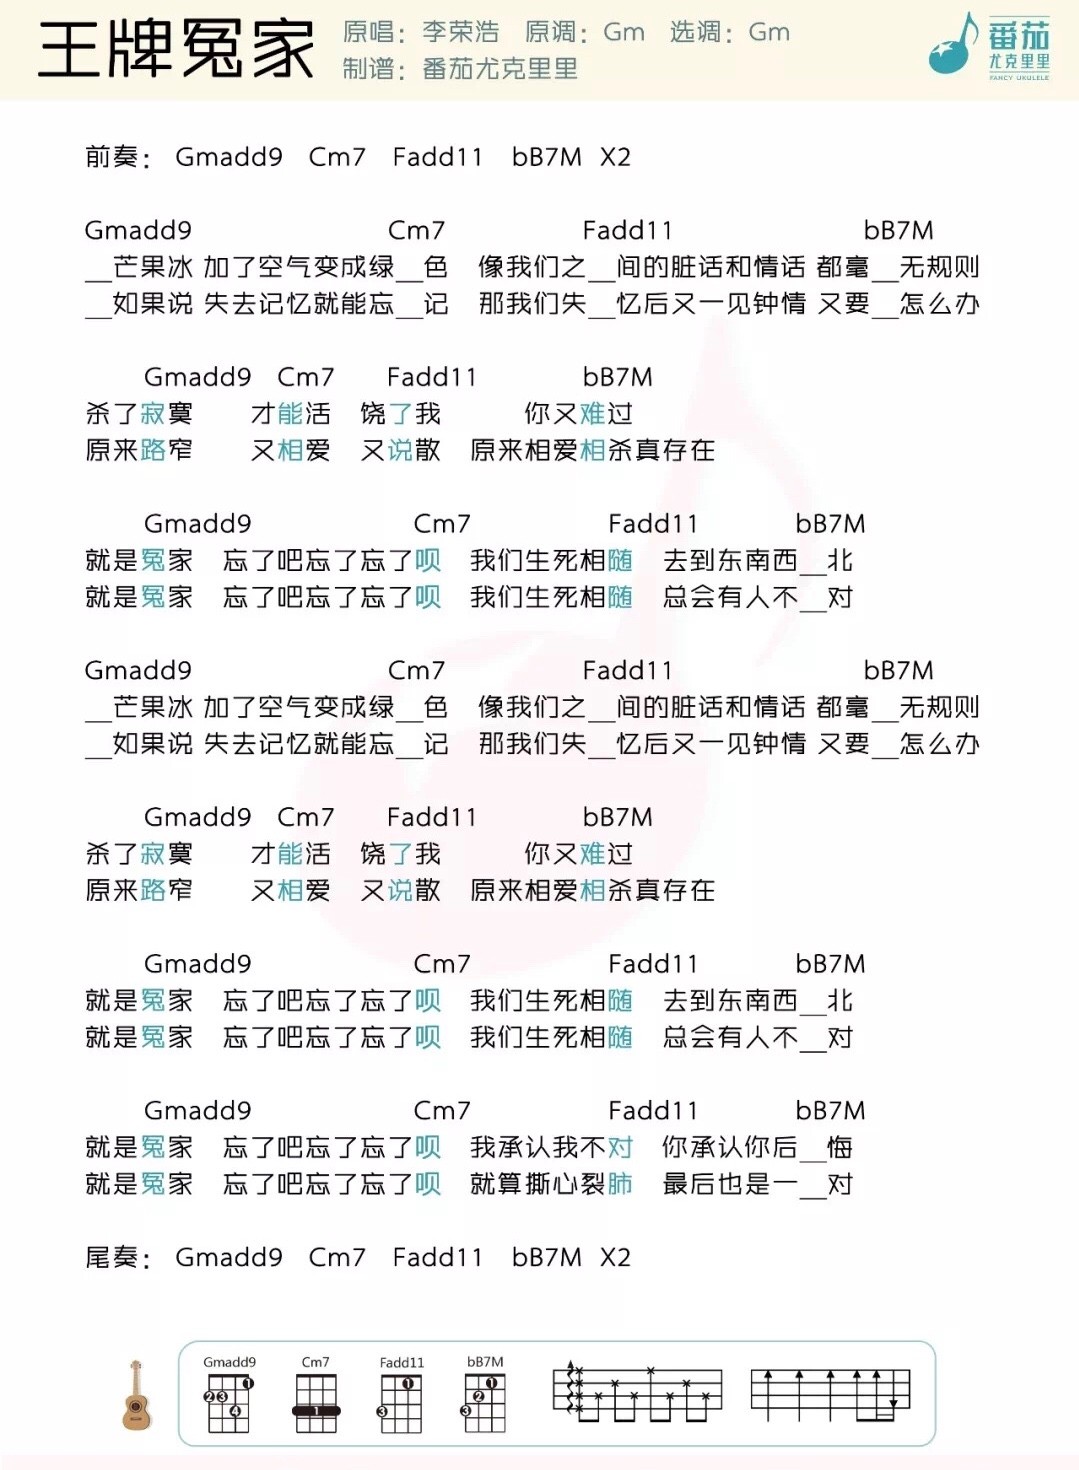 王牌冤家
原唱：李荣浩 原调：Gm 选调：Gm
制谱：番茄尤克里里
番茄
尤克里里
FANCY UKULELE
前奏： Gmadd9 Cm7 Fadd11 bB7M X2
Gmadd9 Cm7 Fadd11 bB7M
__芒果冰 加了空气变成绿__色 像我们之__间的脏话和情话 都毫__无规则
__如果说 失去记忆就能忘__记 那我们失__忆后又一见钟情 又要__怎么办
Gmadd9 Cm7 Fadd11 bB7M
杀了寂寞 才能活 饶了我 你又难过
原来路窄 又相爱 又说散 原来相爱相杀真存在
Gmadd9 Cm7 Fadd11 bB7M
就是冤家 忘了吧忘了忘了呗 我们生死相随 去到东南西__北
就是冤家 忘了吧忘了忘了呗 我们生死相随 总会有人不__对
Gmadd9 Cm7 Fadd11 bB7M
__芒果冰 加了空气变成绿__色 像我们之__间的脏话和情话 都毫__无规则
__如果说 失去记忆就能忘__记 那我们失__忆后又一见钟情 又要__怎么办
Gmadd9 Cm7 Fadd11 bB7M
杀了寂寞 才能活 饶了我 你又难过
原来路窄 又相爱 又说散 原来相爱相杀真存在
Gmadd9 Cm7 Fadd11 bB7M
就是冤家 忘了吧忘了忘了呗 我们生死相随 去到东南西__北
就是冤家 忘了吧忘了忘了呗 我们生死相随 总会有人不__对
Gmadd9 Cm7 Fadd11 bB7M
就是冤家 忘了吧忘了忘了呗 我承认我不对 你承认你后__悔
就是冤家 忘了吧忘了忘了呗 就算撕心裂肺 最后也是一__对
尾奏： Gmadd9 Cm7 Fadd11 bB7M X2
Gmadd9 Cm7 Fadd11 bB7M
1 2 3 4 1 1 3 1 2 3